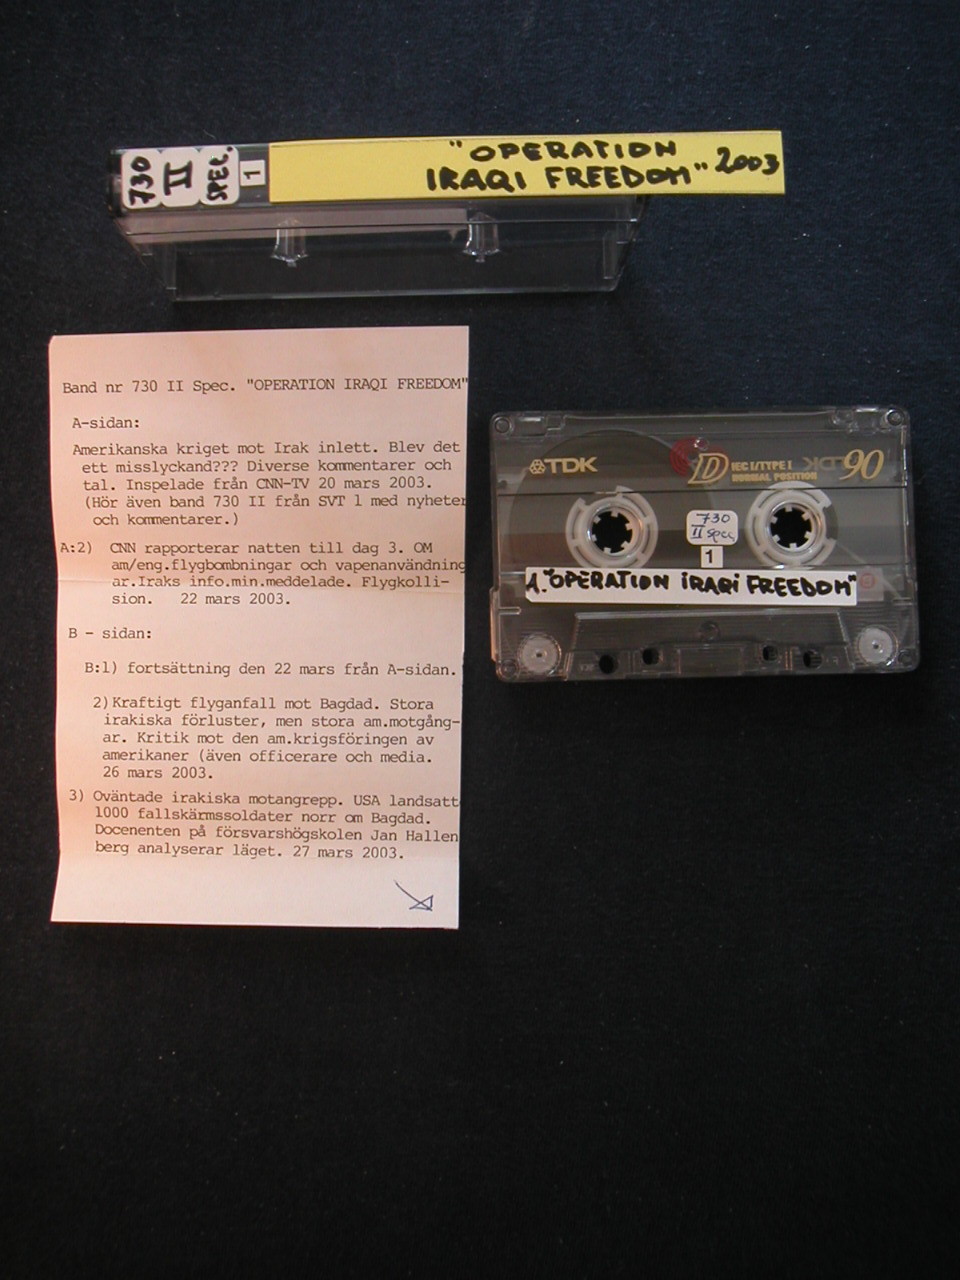 730
II
SPEC.
1
"OPERATION
IRAQI FREEDOM" 2003
Band nr 730 II Spec. "OPERATION IRAQI FREEDOM"
A-sidan:
Amerikanska kriget mot Irak inlett. Blev det
ett misslyckand??? Diverse kommentarer och
tal. Inspelade från CNN-TV 20 mars 2003.
(Hör även band 730 II från SVT 1 med nyheter
och kommentarer.)
A:2) CNN rapporterar natten till dag 3. OM
am/eng.flygbombningar och vapenanvändning
ar.Iraks info.min.meddelade. Flygkolli-
sion. 22 mars 2003.
B - sidan:
B:1) fortsättning den 22 mars från A-sidan.
2)Kraftigt flyganfall mot Bagdad. Stora
irakiska förluster, men stora am.motgång-
ar. Kritik mot den am.krigsföringen av
amerikaner (även officerare och media.
26 mars 2003.
3) Oväntade irakiska motangrepp. USA landsatt
1000 fallskärmssoldater norr om Bagdad.
Docenenten på försvarshögskolen Jan Hallen
berg analyserar läget. 27 mars 2003.
TDK
D IEC I/TYPE I
NORMAL POSITION
90
730
II Spec,
1
1. "OPERATION IRAQI FREEDOM"